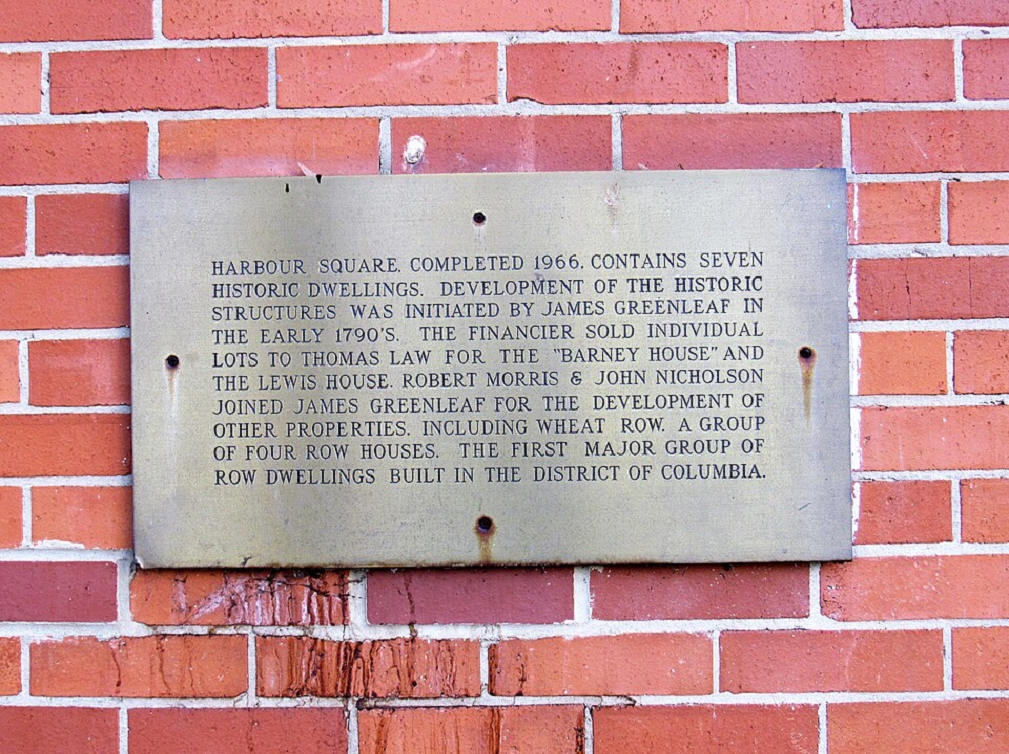 HARBOUR SQUARE. COMPLETED 1966. CONTAINS SEVEN
HISTORIC DWELLINGS. DEVELOPMENT OF THE HISTORIC
STRUCTURES WAS INITIATED BY JAMES GREENLEAF IN
THE EARLY 1790'S. THE FINANCIER SOLD INDIVIDUAL
LOTS TO THOMAS LAW FOR THE "BARNEY HOUSE" AND
THE LEWIS HOUSE. ROBERT MORRIS & JOHN NICHOLSON
JOINED JAMES GREENLEAF FOR THE DEVELOPMENT OF
OTHER PROPERTIES. INCLUDING WHEAT ROW. A GROUP
OF FOUR ROW HOUSES. THE FIRST MAJOR GROUP OF
ROW DWELLINGS BUILT IN THE DISTRICT OF COLUMBIA.